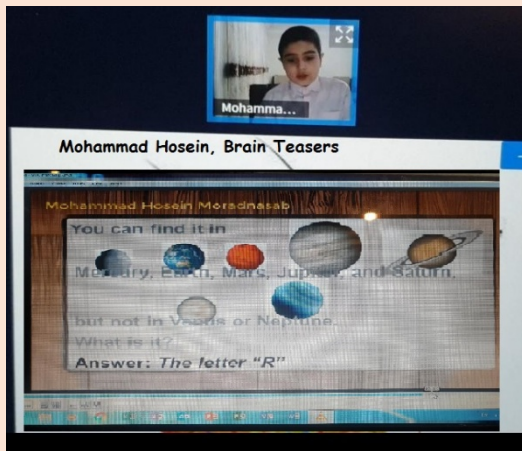 Mohamma...
Mohammad Hosein, Brain Teasers
Mohammad Hosein Moradnasab
You can find it in
Mercury, Earth, Mars, Jupiter, and Saturn,
but not in Venus or Neptune.
What is it?
Answer: The letter "R"